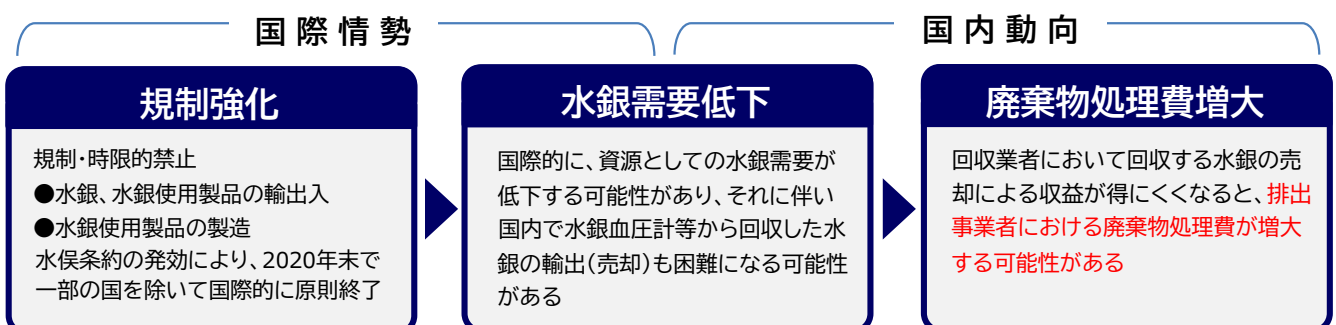 国際情勢
国内動向
規制強化
規制・時限的禁止
●水銀、水銀使用製品の輸出入
●水銀使用製品の製造
水俣条約の発効により、2020年末で
一部の国を除いて国際的に原則終了
水銀需要低下
国際的に、資源としての水銀需要が
低下する可能性があり、それに伴い
国内で水銀血圧計等から回収した水
銀の輸出(売却)も困難になる可能性
がある
廃棄物処理費増大
回収業者において回収する水銀の売
却による収益が得にくくなると、排出
事業者における廃棄物処理費が増大
する可能性がある